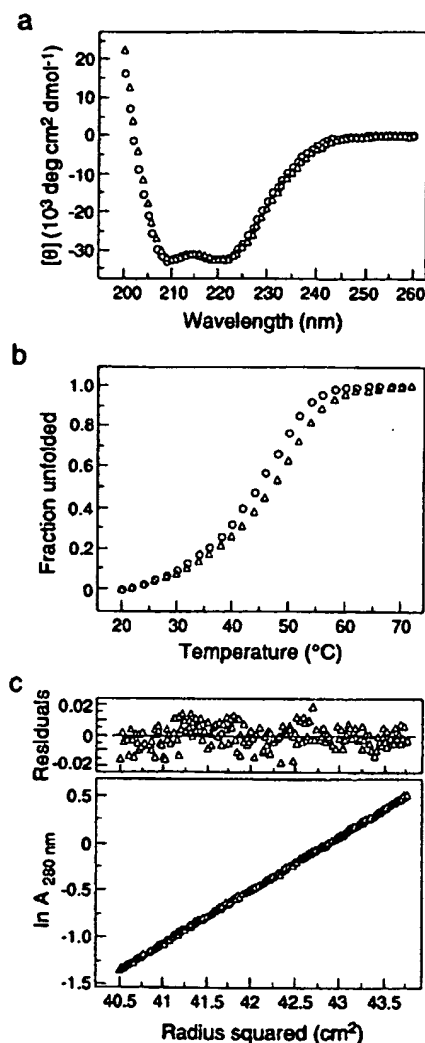 a
[θ] (10³ deg cm² dmol⁻¹)
20
10
0
-10
-20
-30
200 210 220 230 240 250 260
Wavelength (nm)
b
Fraction unfolded
1.0
0.8
0.6
0.4
0.2
0
20 30 40 50 60 70
Temperature (°C)
c
Residuals
0.02
0
-0.02
ln A 280 nm
0.5
0
-0.5
-1.0
-1.5
40.5 41 41.5 42 42.5 43 43.5
Radius squared (cm²)